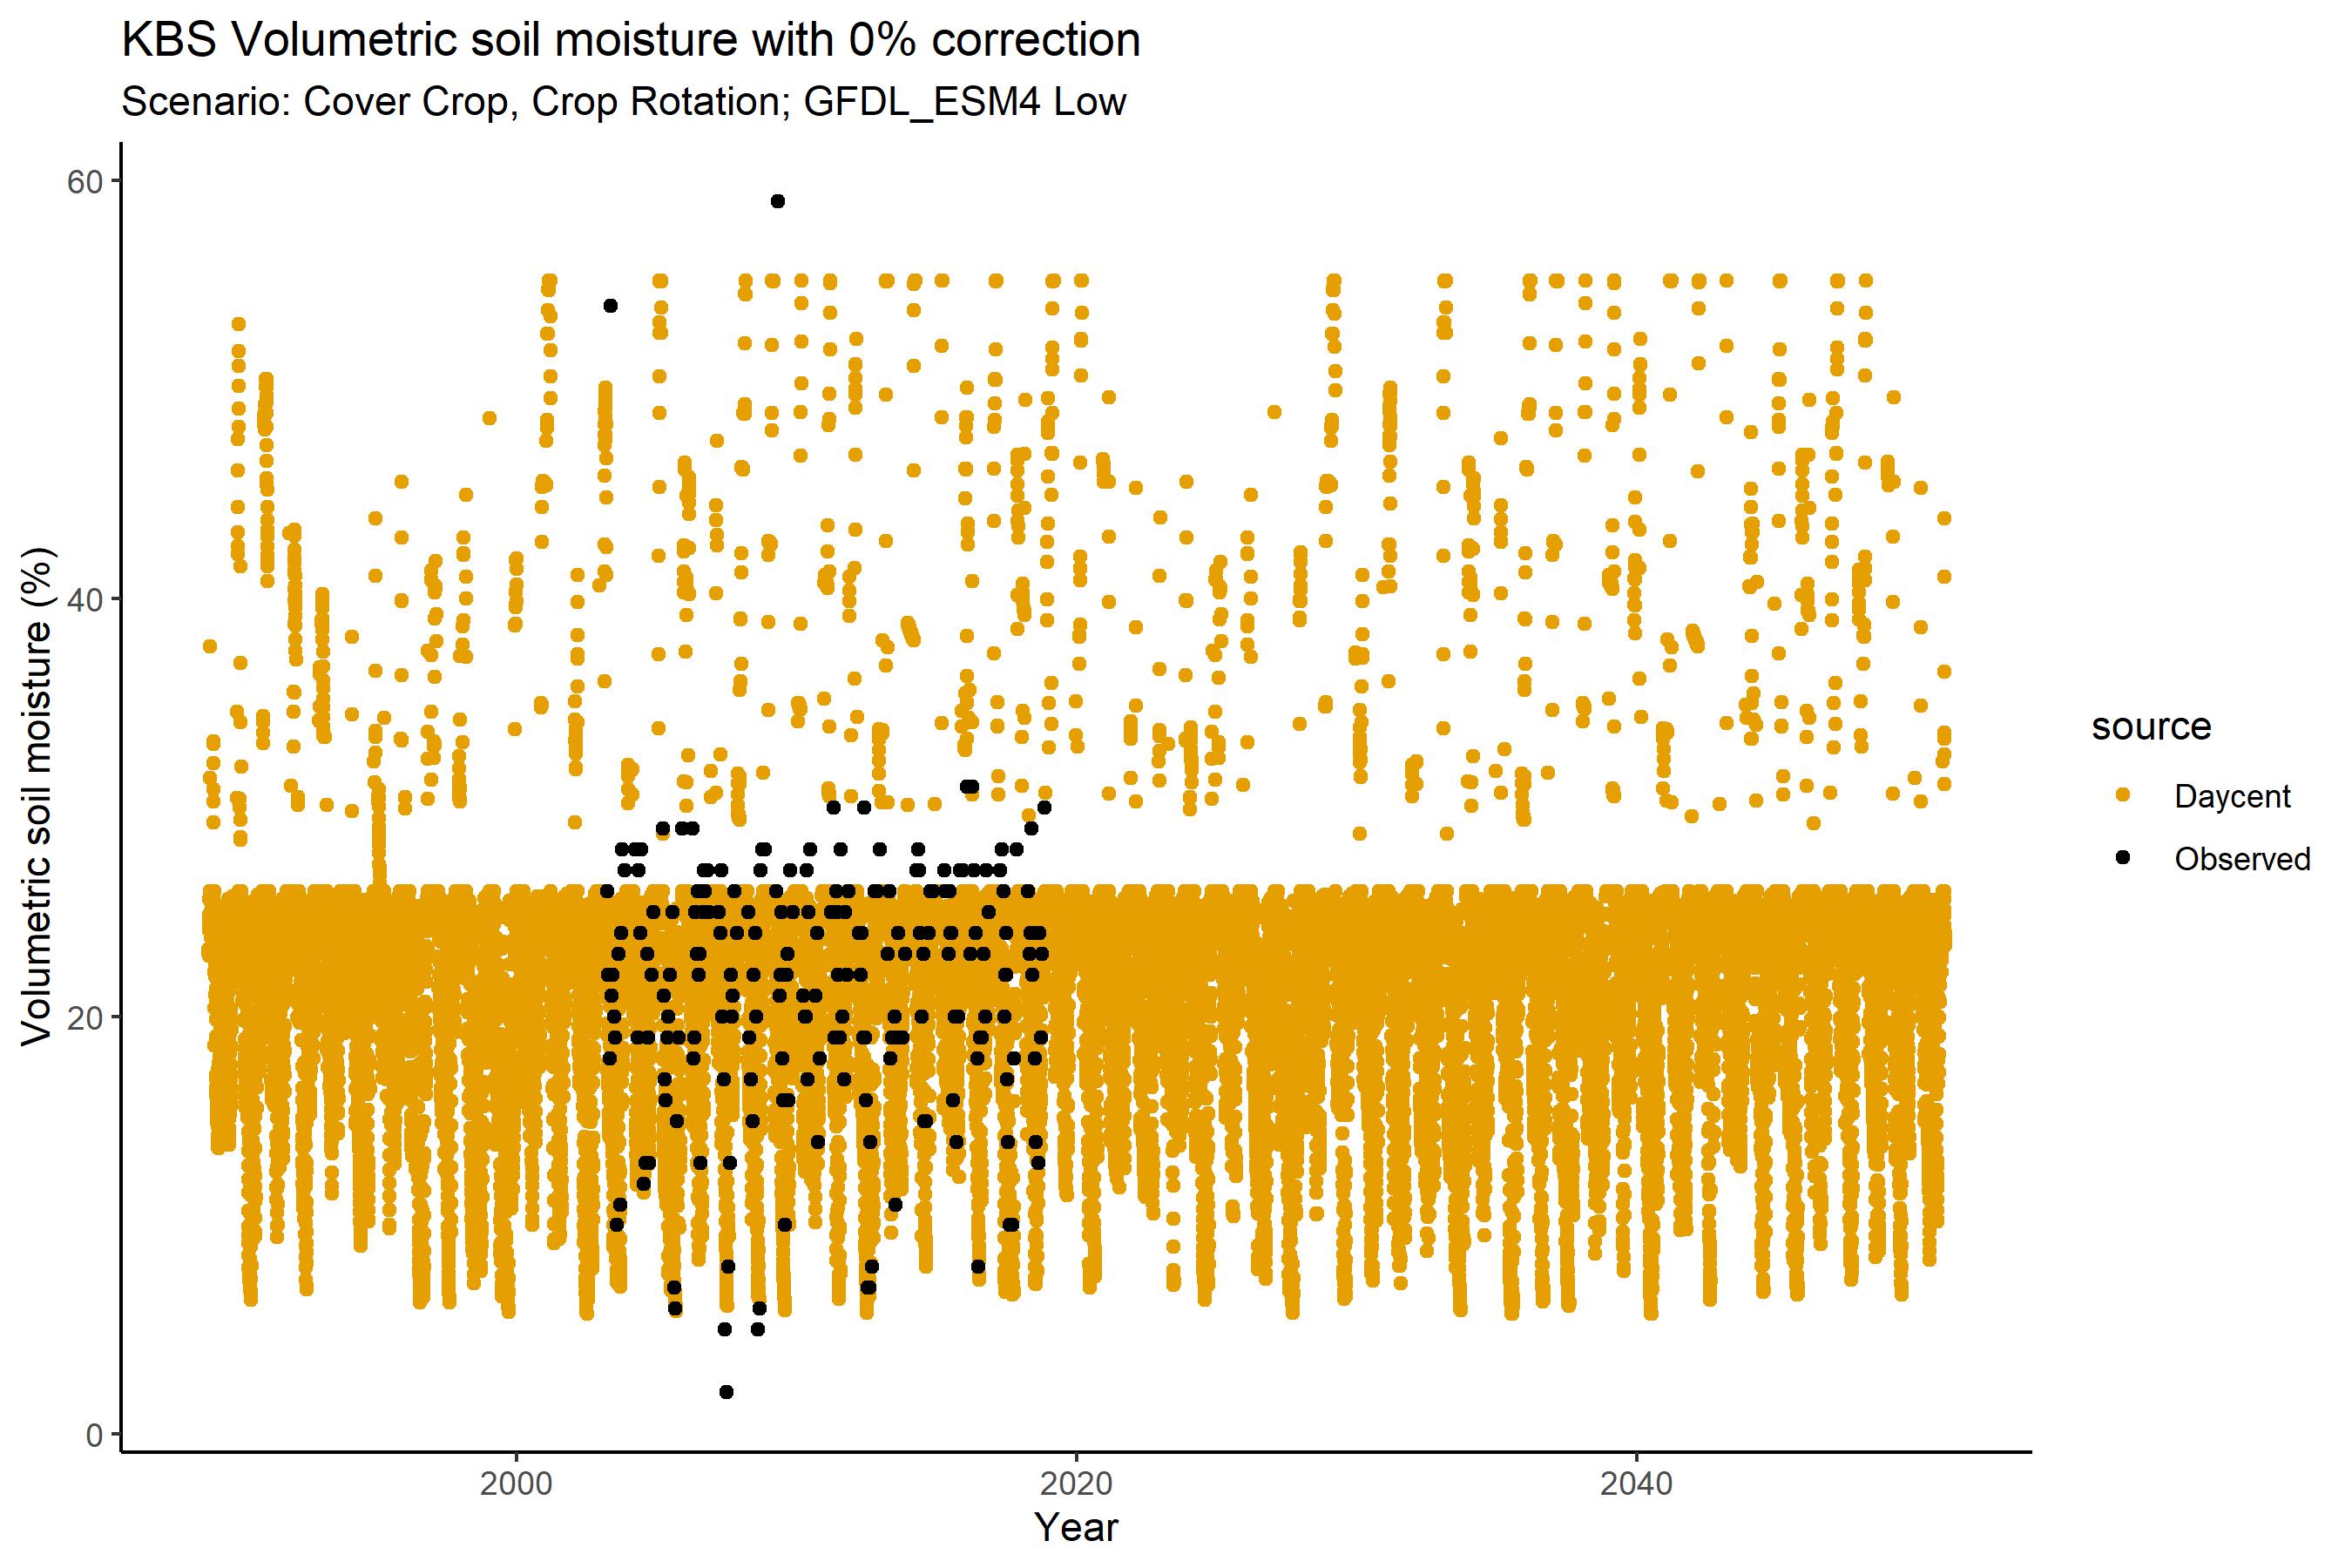 KBS Volumetric soil moisture with 0% correction
Scenario: Cover Crop, Crop Rotation; GFDL_ESM4 Low
Volumetric soil moisture (%)
60
40
20
0
2000
2020
2040
Year
source
Daycent
Observed